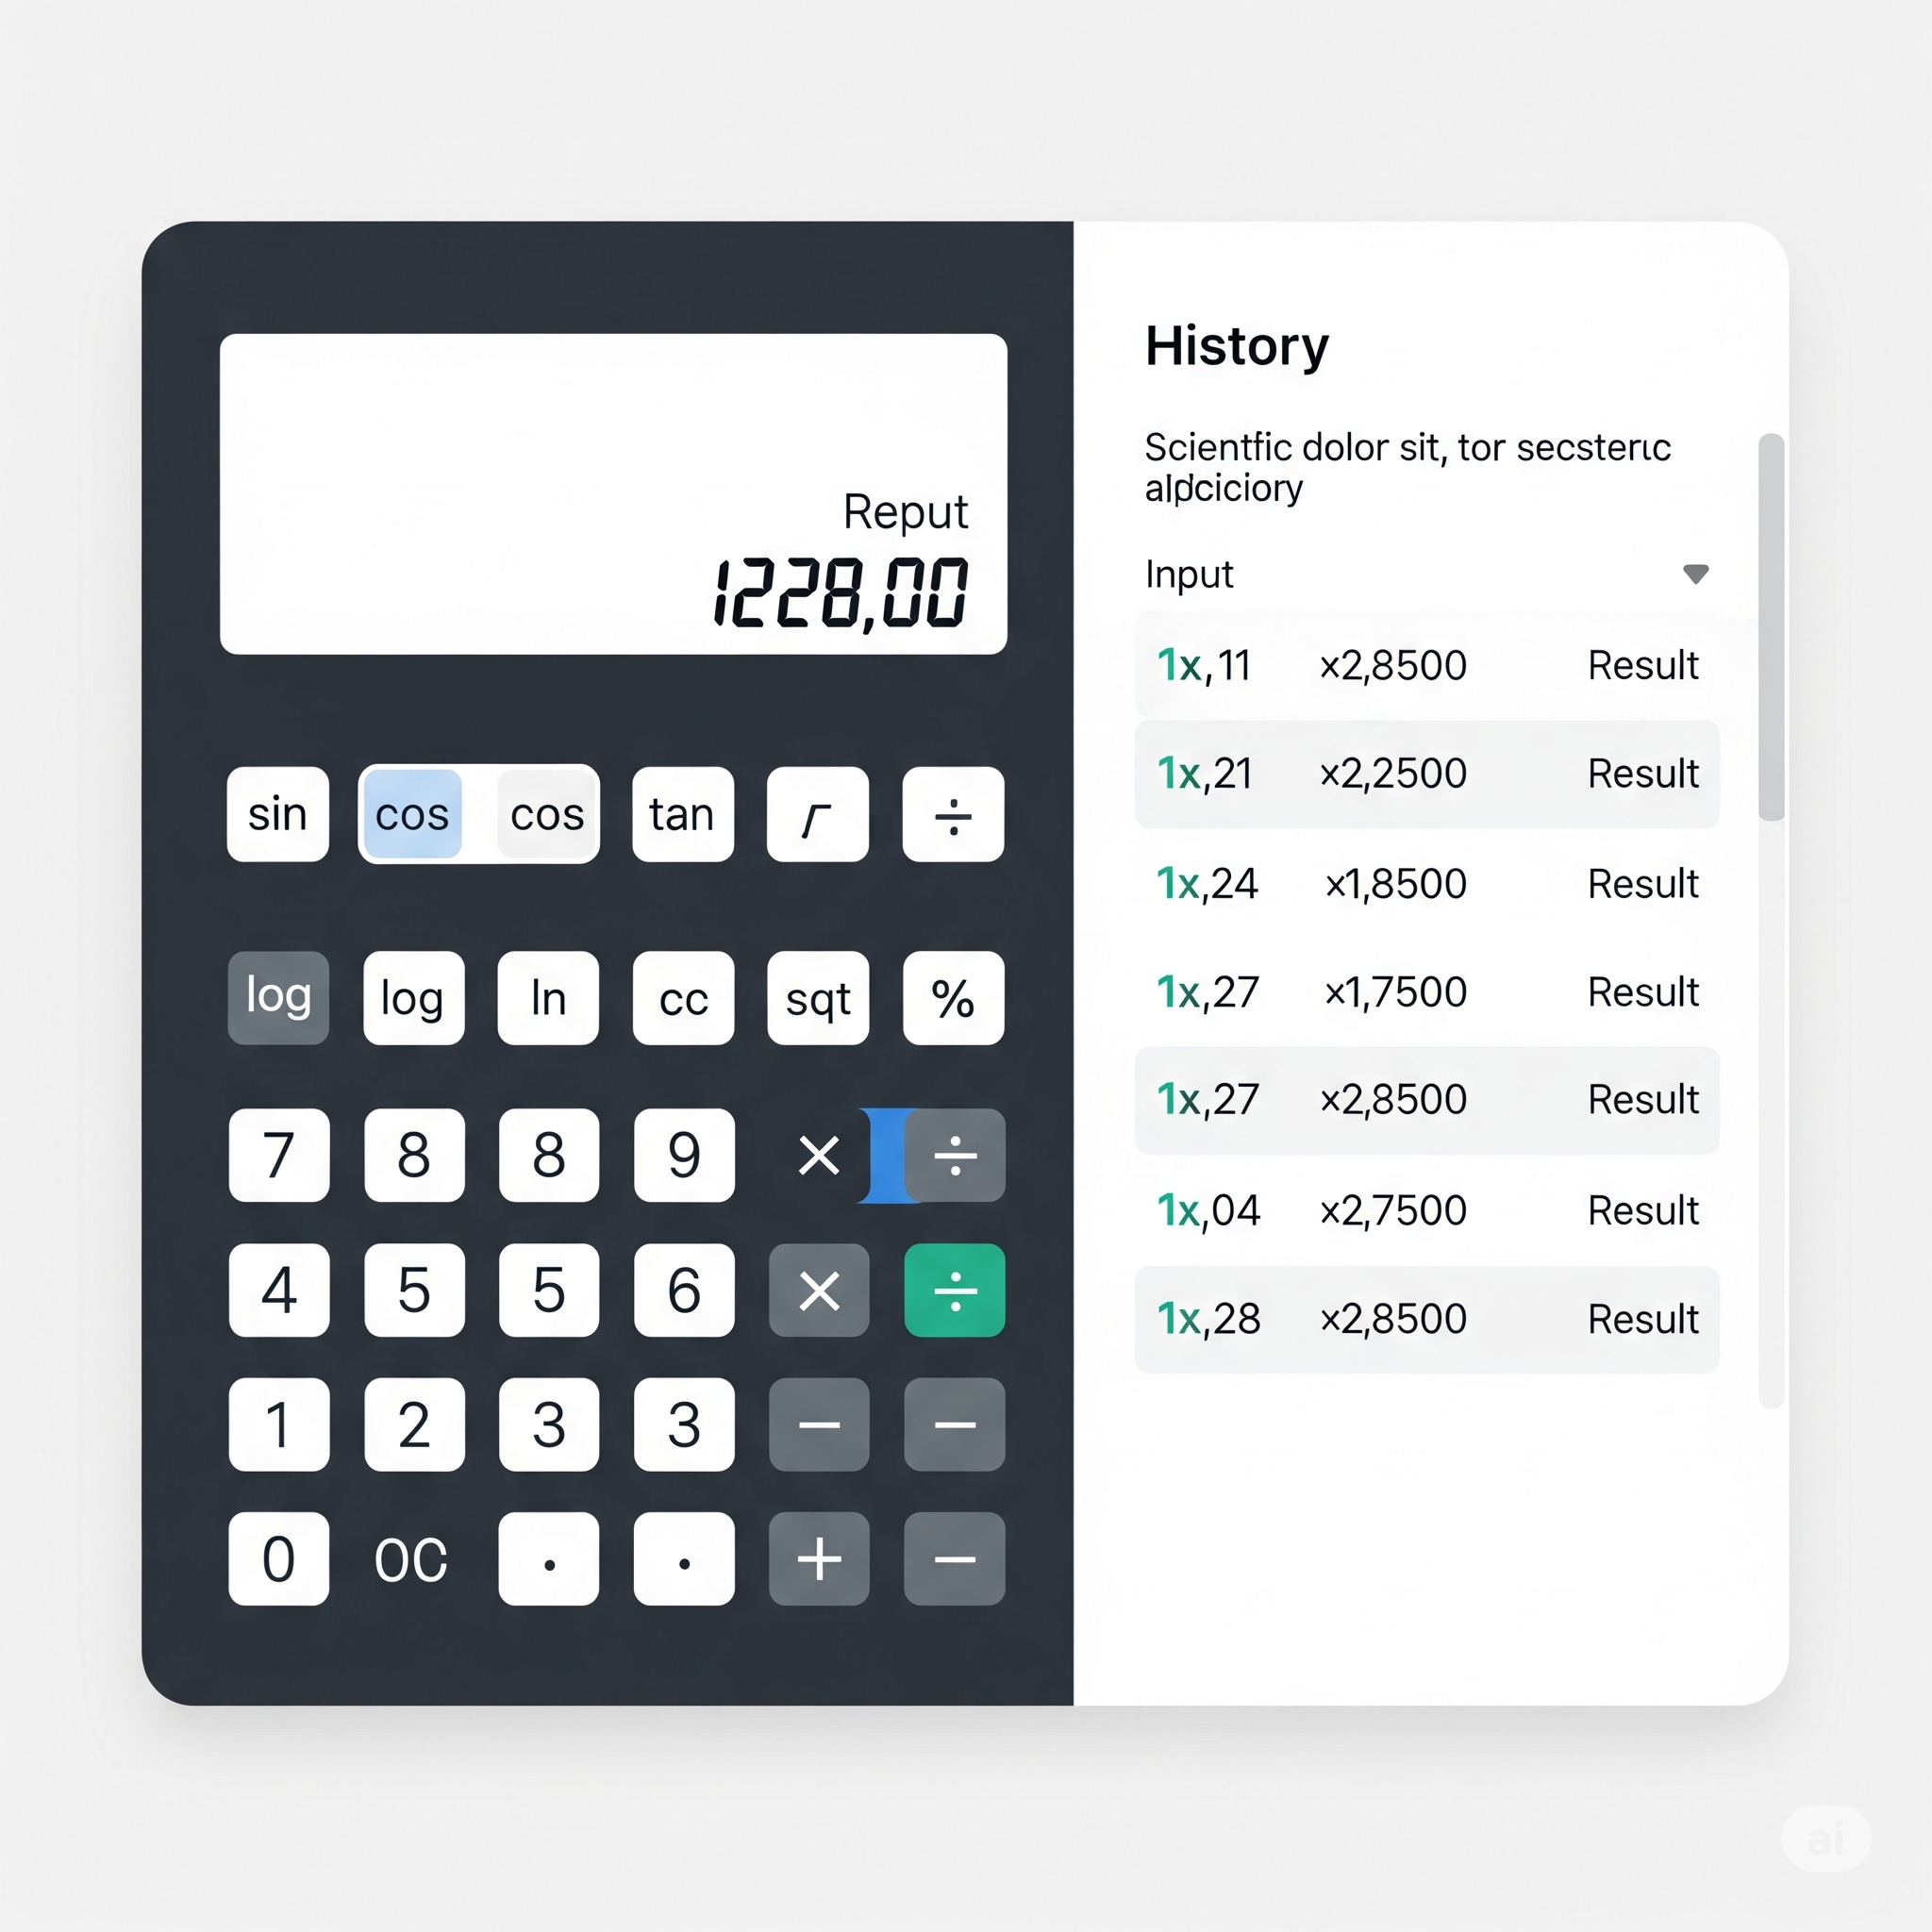 Reput
1228,00
sin cos cos tan ÷
log log ln cc sqt %
7 8 8 9 × ÷
4 5 5 6 × ÷
1 2 3 3 − −
0 0C . . + −
History
Scientfic dolor sit, tor secsteric
Input
1x,11 ×2,8500 Result
1x,21 ×2,2500 Result
1x,24 ×1,8500 Result
1x,27 ×1,7500 Result
1x,27 ×2,8500 Result
1x,04 ×2,7500 Result
1x,28 ×2,8500 Result
ai